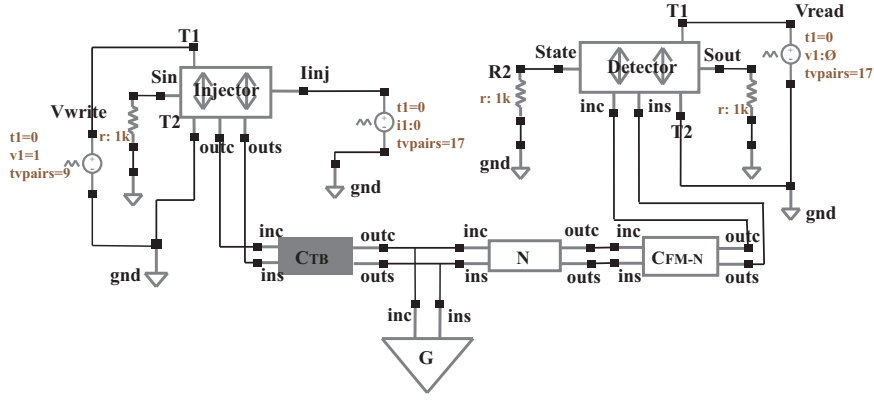 T1
Sin
Injector
Iinj
Vwrite
t1=0
v1=1
tvpairs=9
r: 1k
T2
outc
outs
t1=0
i1:0
tvpairs=17
gnd
gnd
T1
Vread
State
Detector
Sout
t1=0
v1:Ø
tvpairs=17
R2
r: 1k
inc
ins
T2
r: 1k
gnd
gnd
inc
ins
CTB
outc
outs
inc
ins
N
outc
outs
inc
ins
CFM-N
outc
outs
inc
ins
G